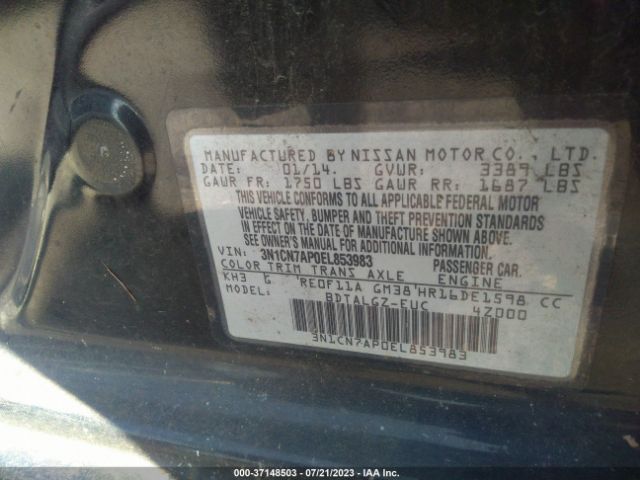 MANUFACTURED BY NISSAN MOTOR CO., LTD.
DATE: 01/14. GVWR: 3389 LBS
GAWR FR: 1750 LBS GAWR RR: 1687 LBS
THIS VEHICLE CONFORMS TO ALL APPLICABLE FEDERAL MOTOR
VEHICLE SAFETY, BUMPER AND THEFT PREVENTION STANDARDS
IN EFFECT ON THE DATE OF MANUFACTURE SHOWN ABOVE.
SEE OWNER'S MANUAL FOR ADDITIONAL INFORMATION.
VIN: 3N1CN7AP0EL853983 PASSENGER CAR.
COLOR TRIM TRANS AXLE ENGINE
KH3 G RE0F11A GM38 HR16DE1598 CC
MODEL: BDTALGZ-EUC 4Z000
3N1CN7AP0EL853983
000-37148503 - 07/21/2023 - IAA Inc.